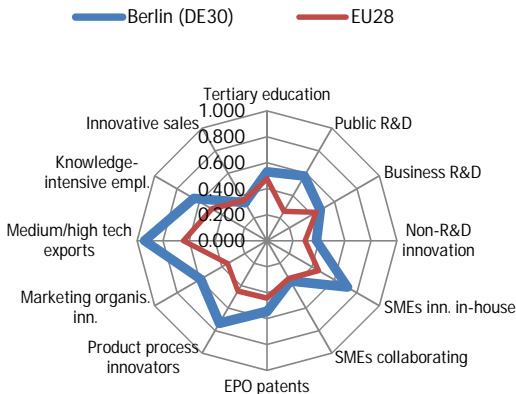 Berlin (DE30)
EU28
Tertiary education
1.000
Innovative sales
Public R&D
0.800
Knowledge-
intensive empl.
0.600
Business R&D
0.400
0.200
Medium/high tech
exports
0.000
Non-R&D
innovation
Marketing organis.
inn.
SMEs inn. in-house
Product process
innovators
SMEs collaborating
EPO patents